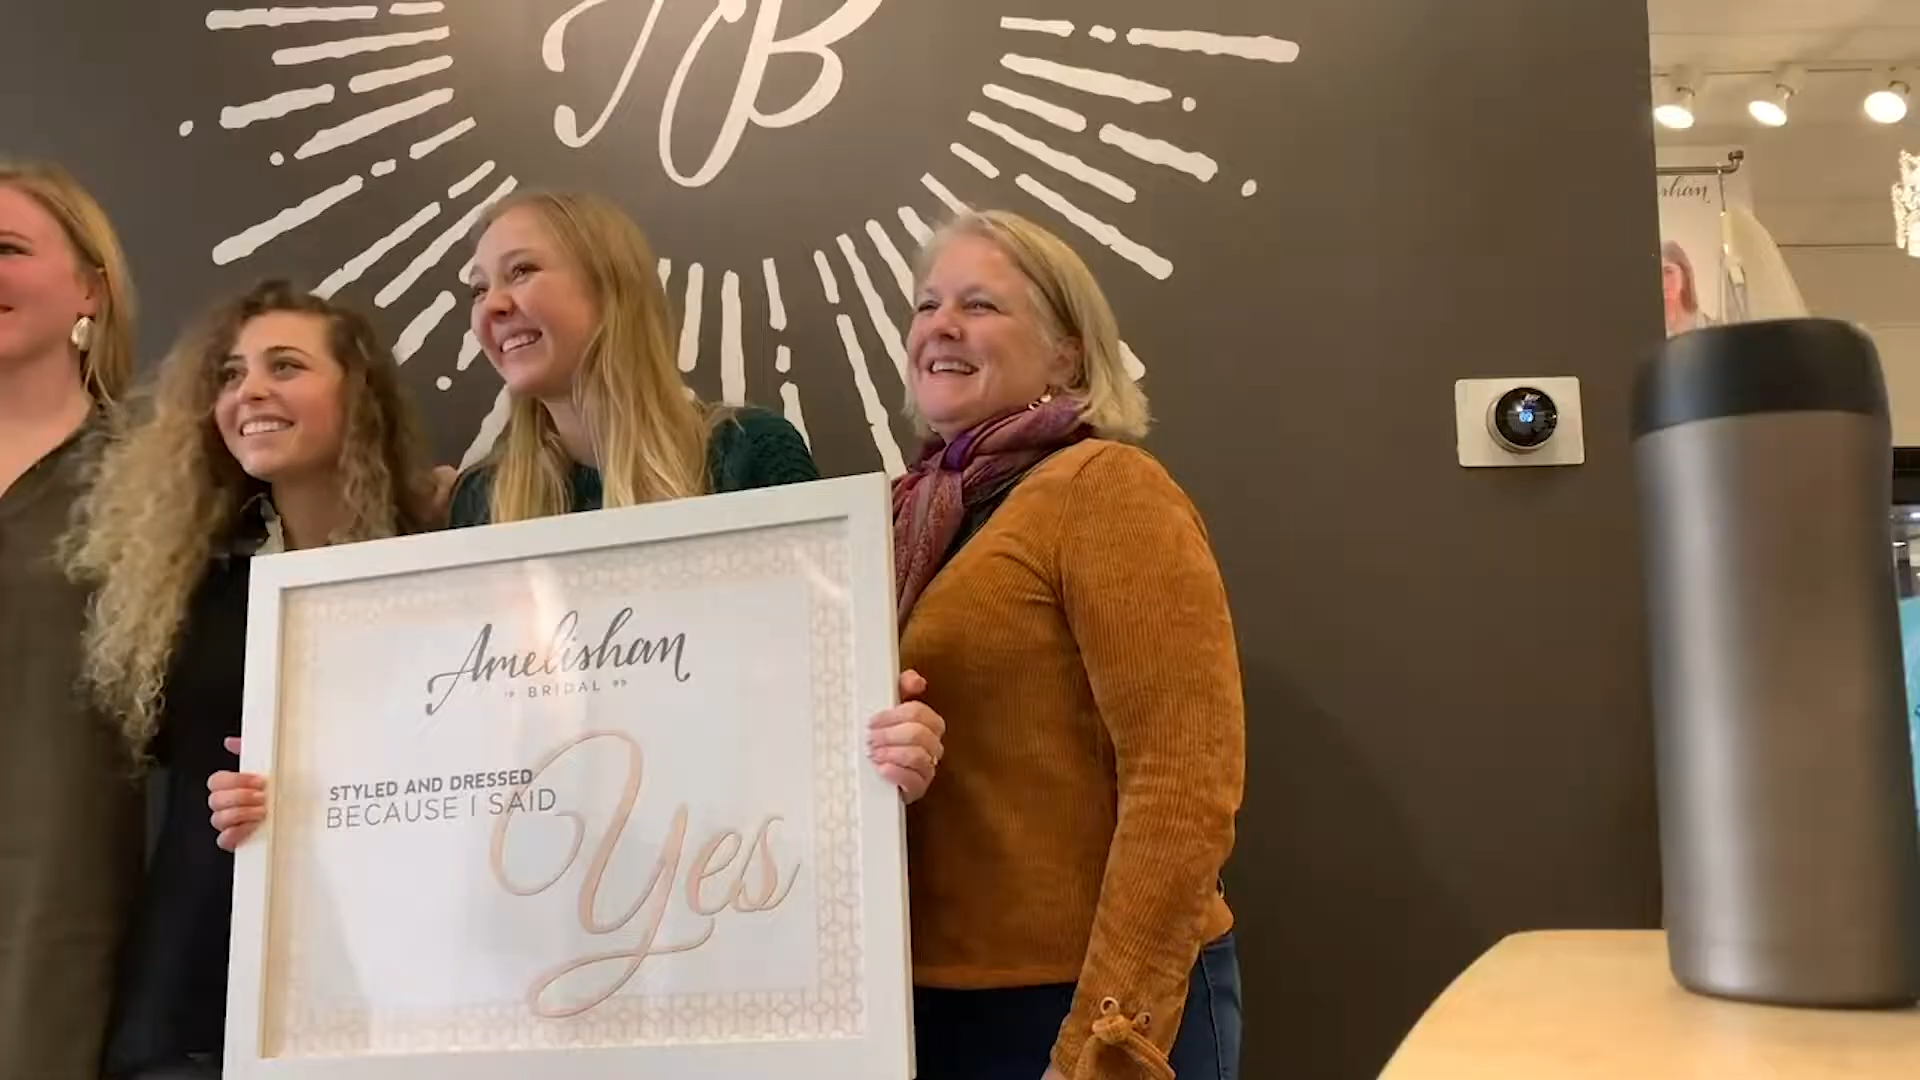 Amelishan
BRIDAL
STYLED AND DRESSED
BECAUSE I SAID
Yes